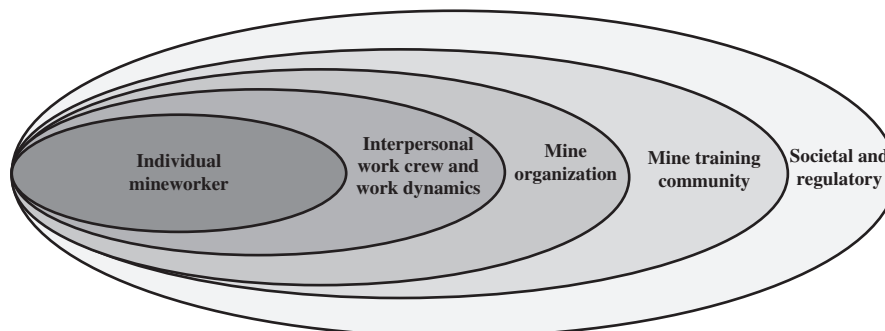 Individual
mineworker
Interpersonal
work crew and
work dynamics
Mine
organization
Mine training
community
Societal and
regulatory